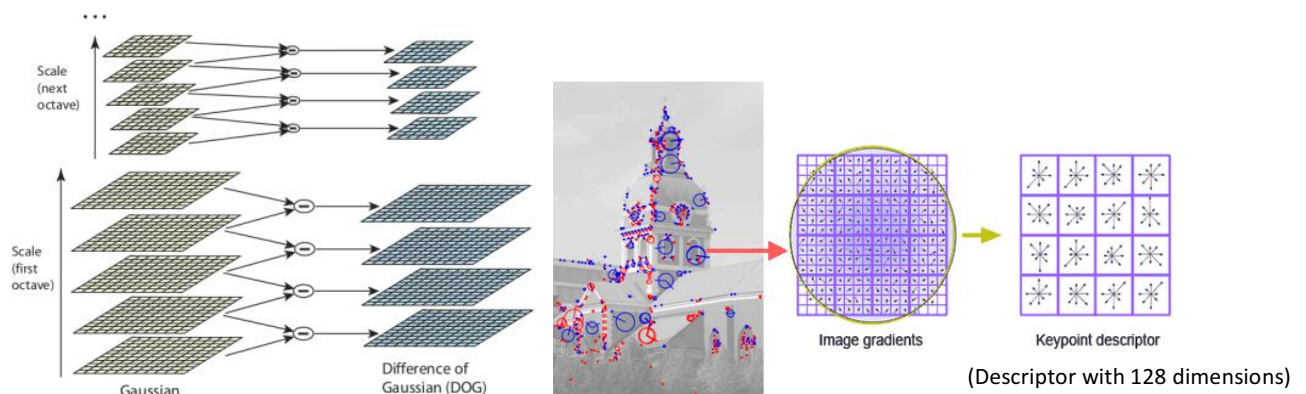 ...
Scale
(next
octave)
Scale
(first
octave)
Gaussian
Difference of
Gaussian (DOG)
Image gradients
Keypoint descriptor
(Descriptor with 128 dimensions)